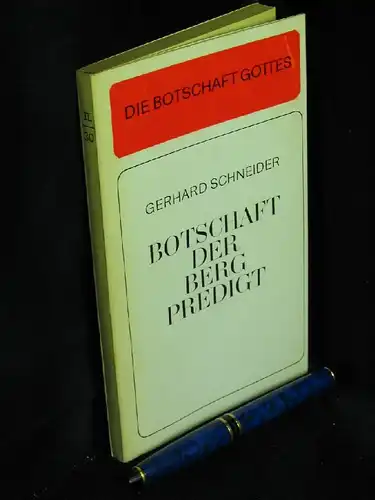 DIE BOTSCHAFT GOTTES
GERHARD SCHNEIDER
BOTSCHAFT
DER
BERG
PREDIGT